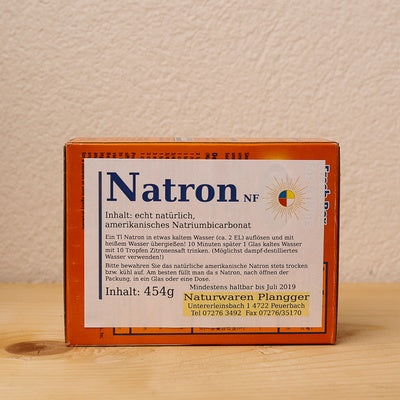 Natron NF
Inhalt: echt natürlich,
amerikanisches Natriumbicarbonat
Ein Tl Natron in etwas kaltem Wasser (ca. 2 EL) auflösen und mit
heißem Wasser übergießen! 10 Minuten später 1 Glas kaltes Wasser
mit 10 Tropfen Zitronensaft trinken. (Möglichst dampf-destilliertes
Wasser verwenden!)
Bitte bewahren Sie das natürliche amerikanische Natron stets trocken
bzw. kühl auf. Am besten füllt man da s Natron, nach öffnen der
Packung, in ein Glas oder eine Dose.
Mindestens haltbar bis Juli 2019
Inhalt: 454g
Naturwaren Plangger
Untererleinsbach 1 4722 Peuerbach
Tel 07276 3492 Fax 07276/35170